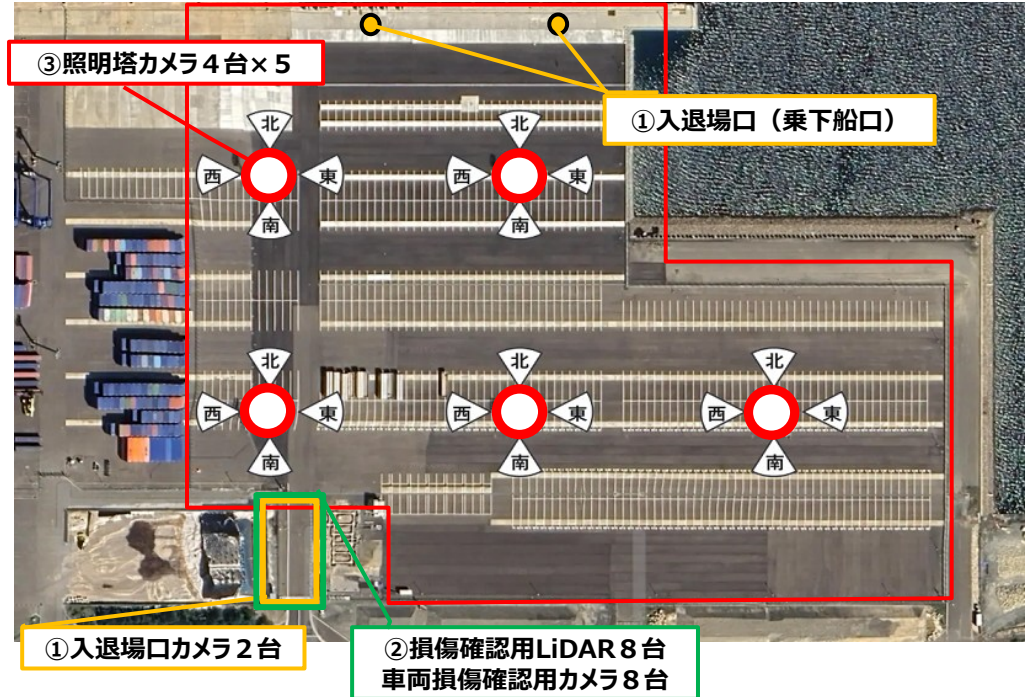 ③照明塔カメラ４台×５
①入退場口（乗下船口）
北
西
東
南
北
西
東
南
北
西
東
南
北
西
東
南
北
西
東
南
①入退場口カメラ２台
②損傷確認用LiDAR８台
車両損傷確認用カメラ８台